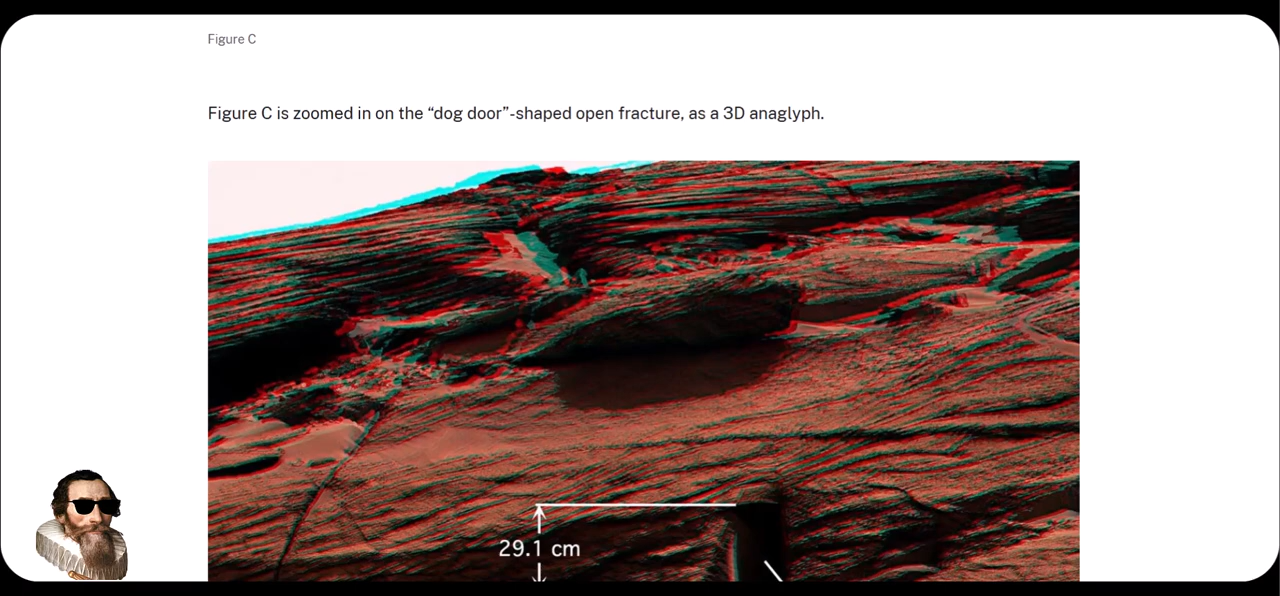 Figure C
Figure C is zoomed in on the “dog door”-shaped open fracture, as a 3D anaglyph.
29.1 cm